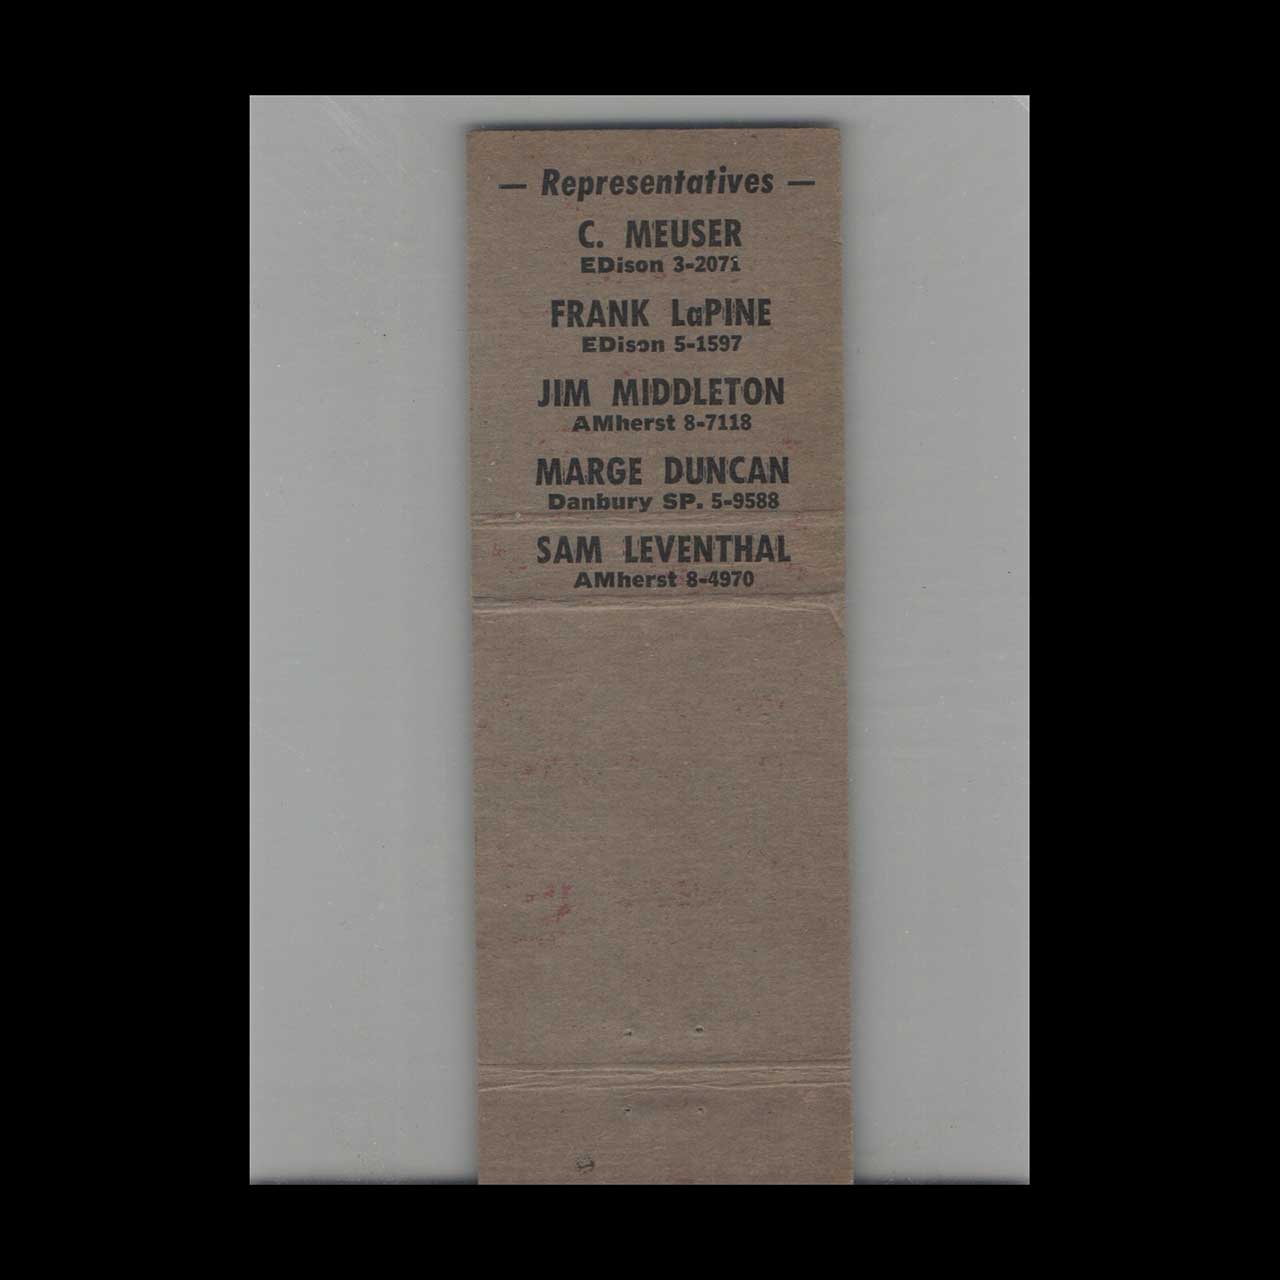 — Representatives —
C. MEUSER
EDison 3-2071
FRANK LaPINE
EDison 5-1597
JIM MIDDLETON
AMherst 8-7118
MARGE DUNCAN
Danbury SP. 5-9588
SAM LEVENTHAL
AMherst 8-4970